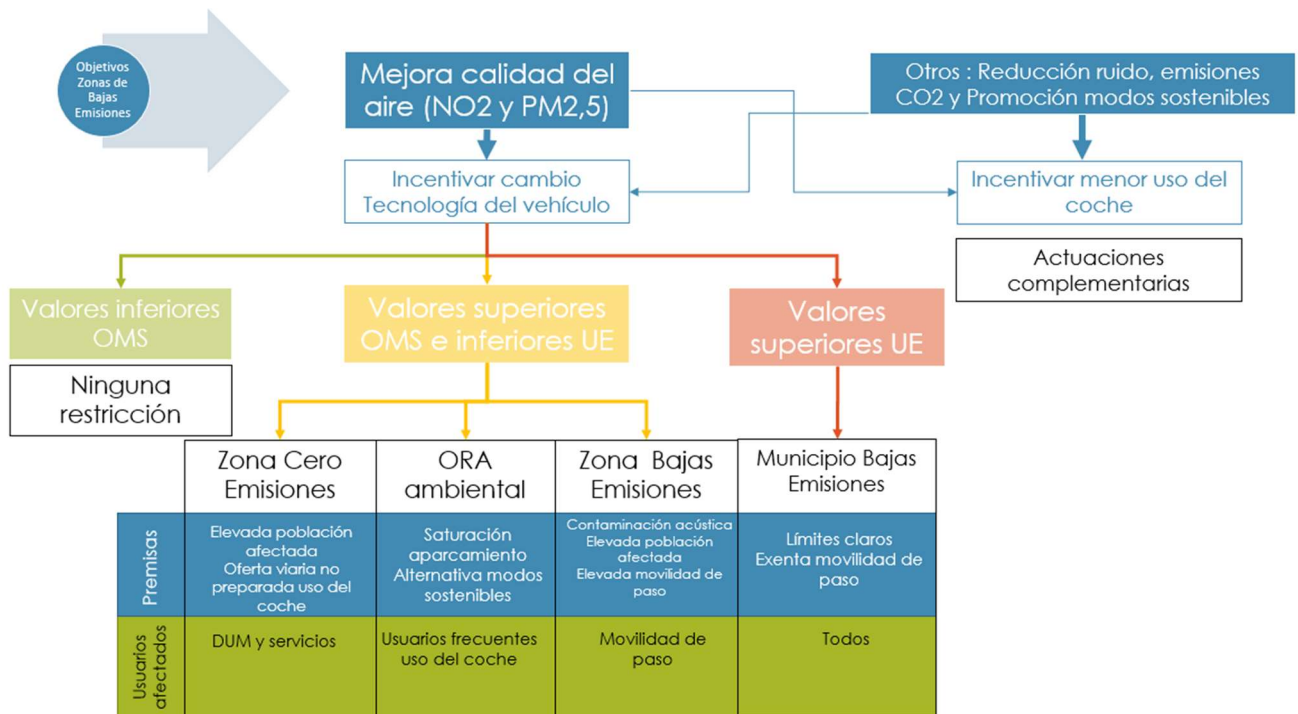 Objetivos
Zonas de
Bajas
Emisiones
Mejora calidad del
aire (NO2 y PM2,5)
Otros : Reducción ruido, emisiones
CO2 y Promoción modos sostenibles
Incentivar cambio
Tecnología del vehículo
Incentivar menor uso del
coche
Actuaciones
complementarias
Valores inferiores
OMS
Valores superiores
OMS e inferiores UE
Valores
superiores UE
Ninguna
restricción
Zona Cero
Emisiones
ORA
ambiental
Zona Bajas
Emisiones
Municipio Bajas
Emisiones
Premisas
Elevada población
afectada
Oferta viaria no
preparada uso del
coche
Saturación
aparcamiento
Alternativa modos
sostenibles
Contaminación acústica
Elevada población
afectada
Elevada movilidad de
paso
Límites claros
Exenta movilidad de
paso
Usuarios
afectados
DUM y servicios
Usuarios frecuentes
uso del coche
Movilidad de
paso
Todos